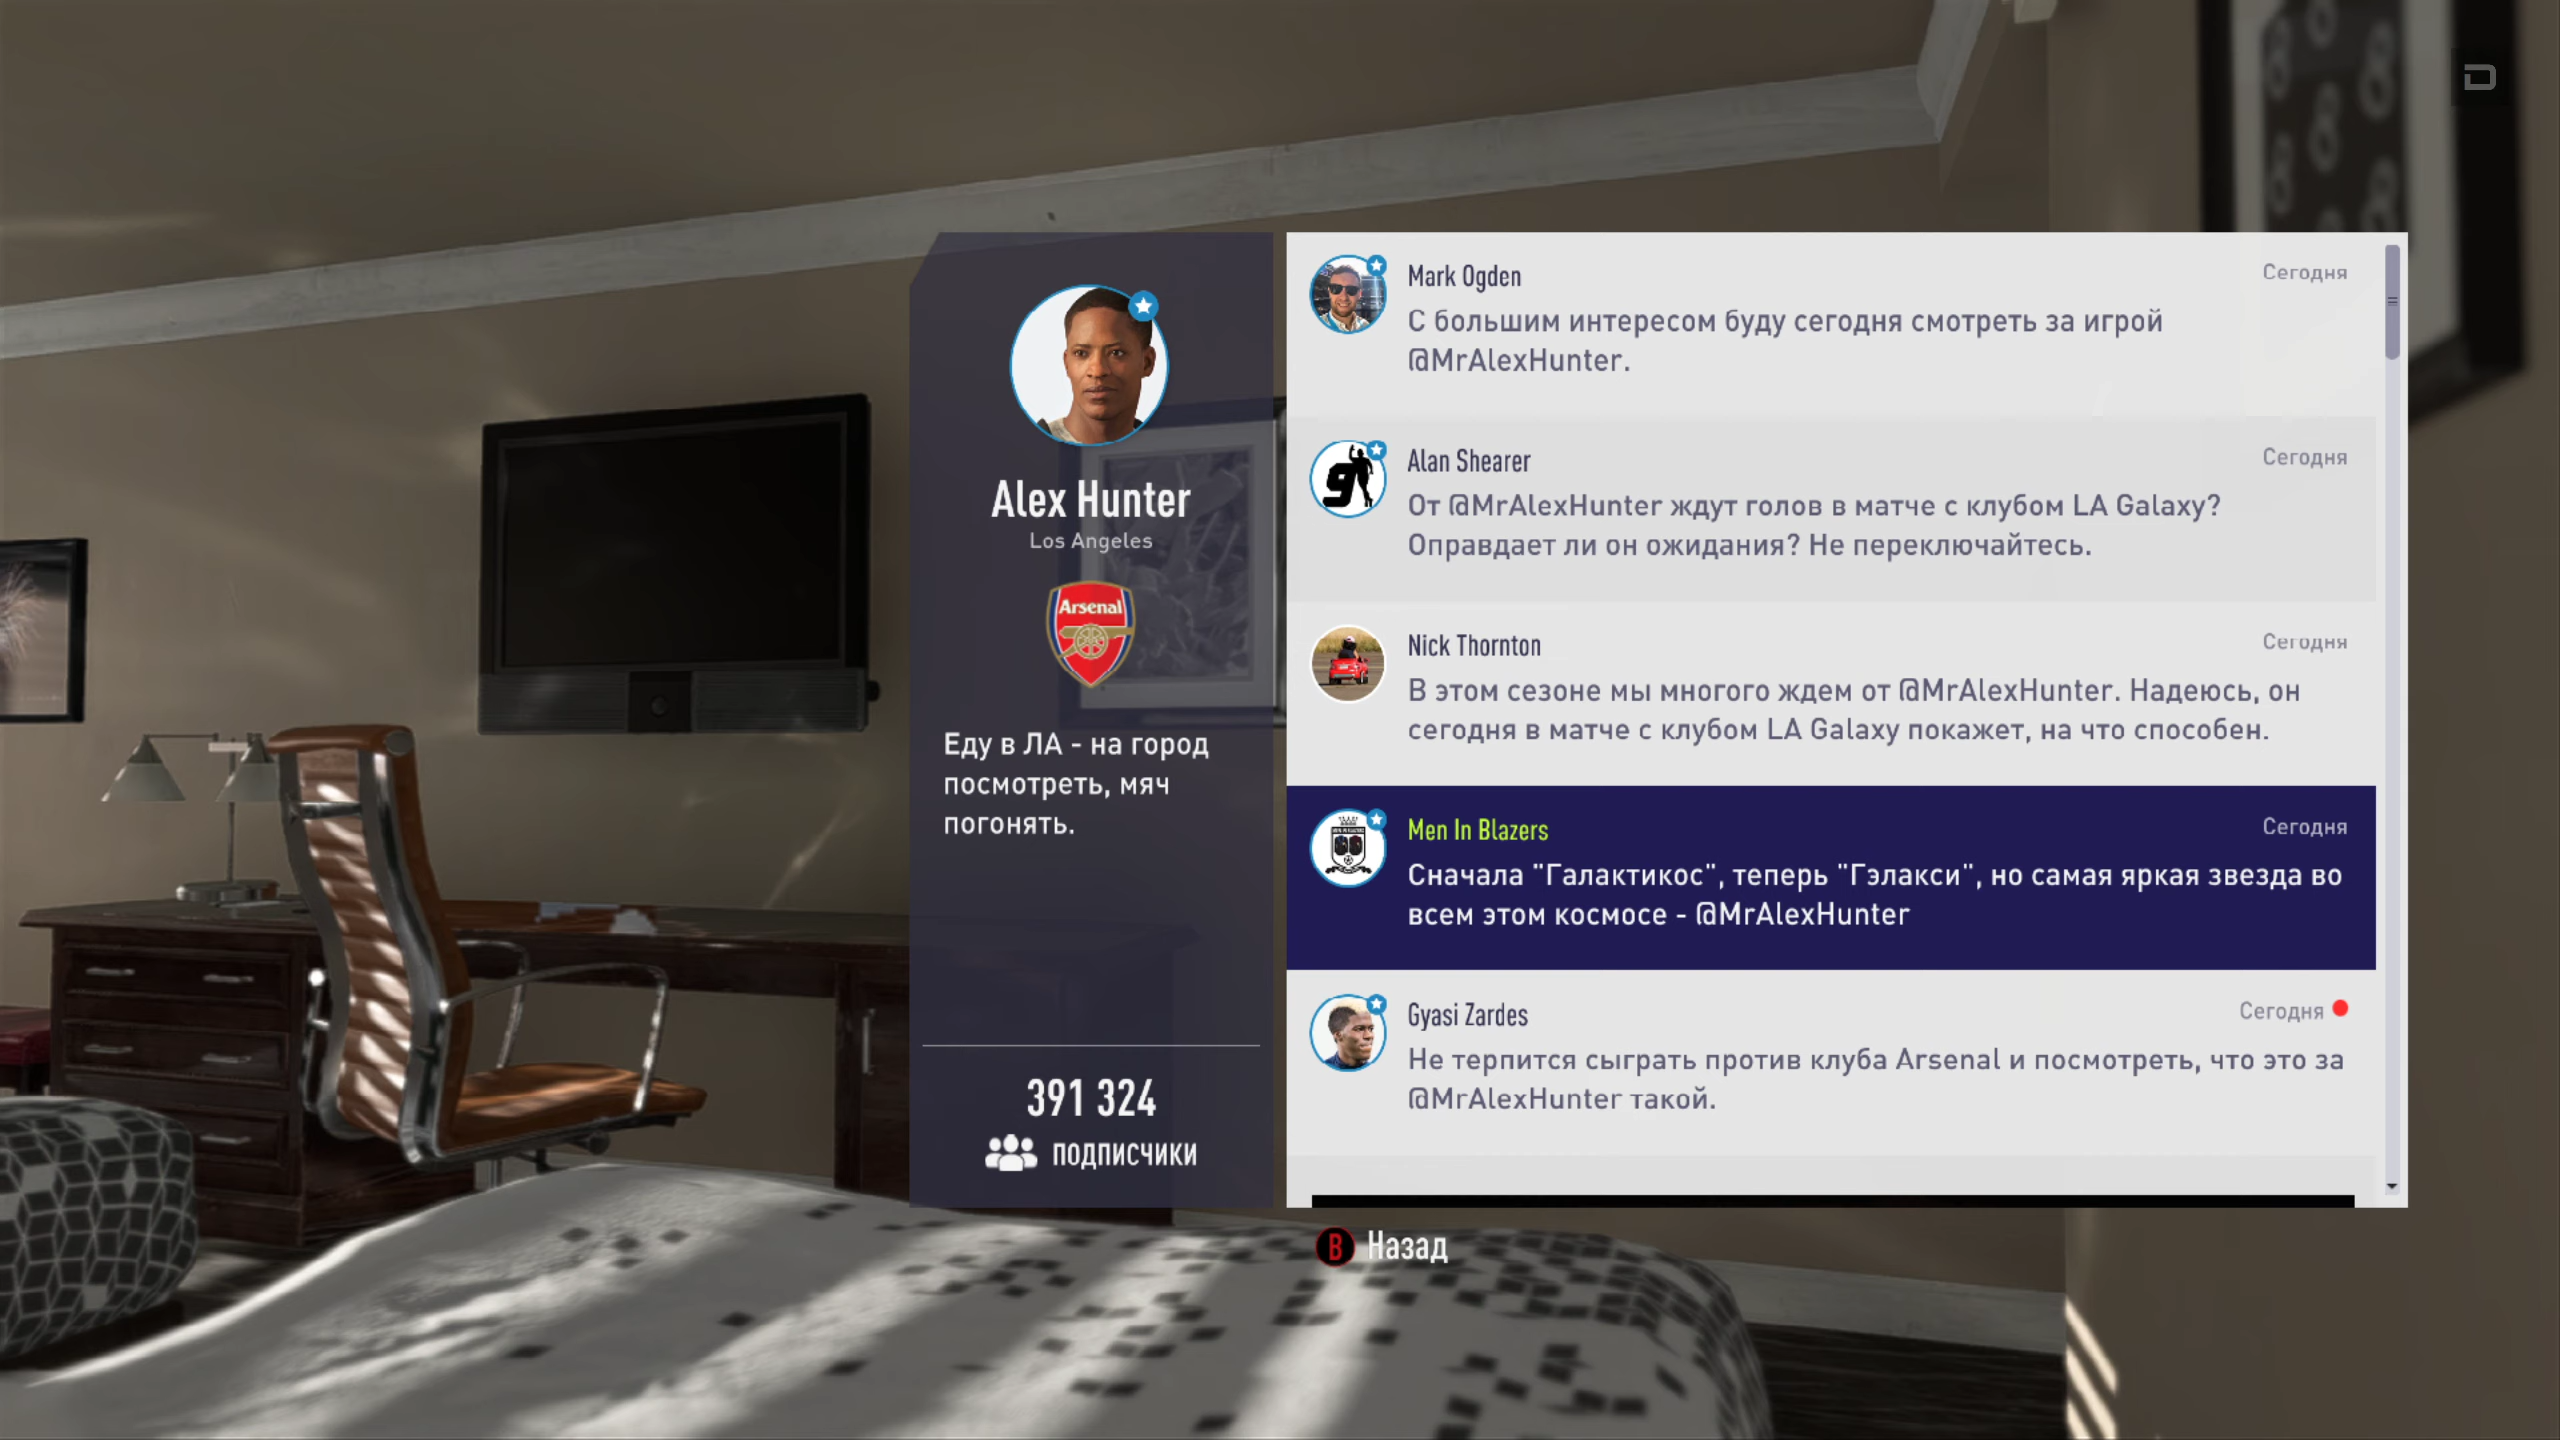 Alex Hunter
Los Angeles
Arsenal
Еду в ЛА - на город
посмотреть, мяч
погонять.
391 324
подписчики
Mark Ogden
Сегодня
С большим интересом буду сегодня смотреть за игрой
@MrAlexHunter.
Alan Shearer
Сегодня
От @MrAlexHunter ждут голов в матче с клубом LA Galaxy?
Оправдает ли он ожидания? Не переключайтесь.
Nick Thornton
Сегодня
В этом сезоне мы многого ждем от @MrAlexHunter. Надеюсь, он
сегодня в матче с клубом LA Galaxy покажет, на что способен.
Men In Blazers
Сегодня
Сначала "Галактикос", теперь "Гэлакси", но самая яркая звезда во
всем этом космосе - @MrAlexHunter
Gyasi Zardes
Сегодня
Не терпится сыграть против клуба Arsenal и посмотреть, что это за
@MrAlexHunter такой.
B Назад